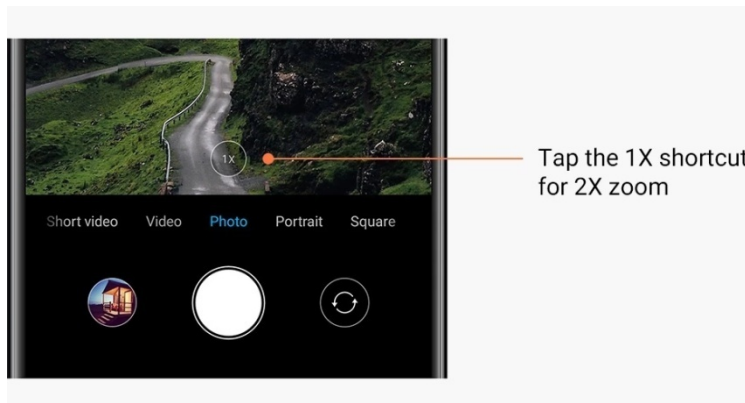 1X
Tap the 1X shortcut
for 2X zoom
Short video Video Photo Portrait Square